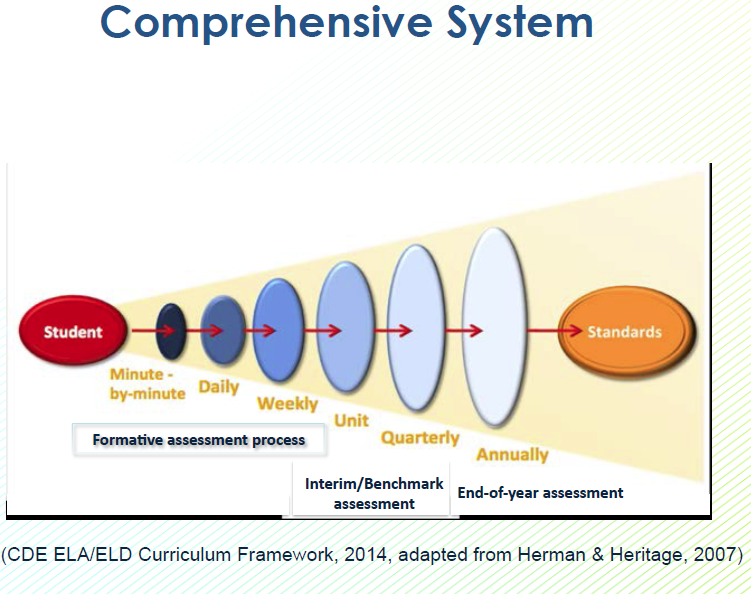 Comprehensive System
Student
Standards
Minute -
by-minute
Daily
Weekly
Unit
Quarterly
Annually
Formative assessment process
Interim/Benchmark
assessment
End-of-year assessment
(CDE ELA/ELD Curriculum Framework, 2014, adapted from Herman & Heritage, 2007)